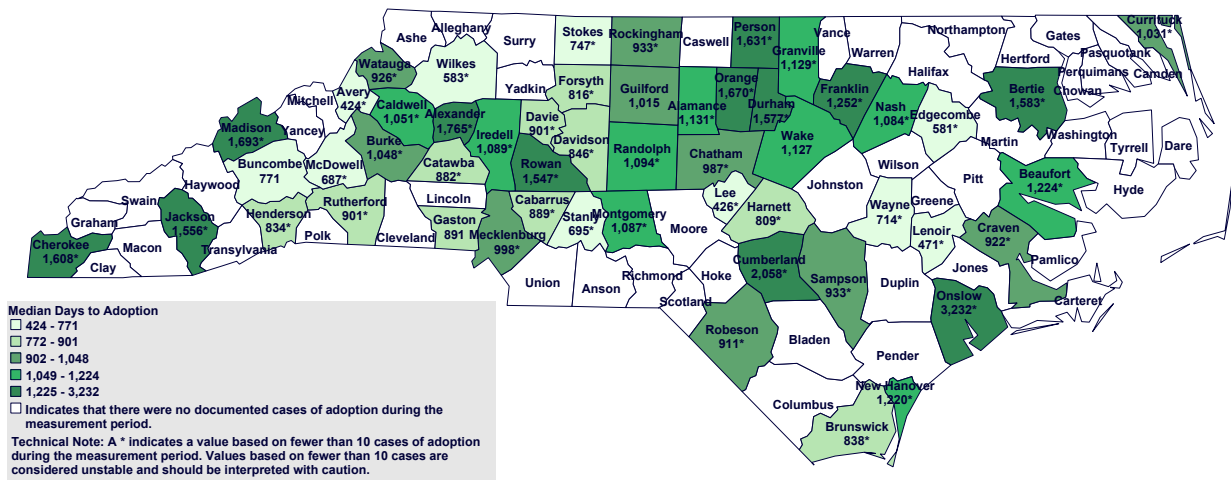 Ashe
Alleghany
Surry
Stokes
747*
Rockingham
933*
Caswell
Person
1,631*
Granville
1,129*
Vance
Warren
Northampton
Gates
Hertford
Pasquotank
Currituck
1,031*
Camden
Perquimans
Chowan
Watauga
926*
Wilkes
583*
Yadkin
Forsyth
816*
Guilford
1,015
Alamance
1,131*
Orange
1,670*
Durham
1,577*
Franklin
1,252*
Halifax
Nash
1,084*
Edgecombe
581*
Bertie
1,583*
Martin
Washington
Tyrrell
Dare
Mitchell
Avery
424*
Caldwell
1,051*
Alexander
1,765*
Iredell
1,089*
Davie
901*
Davidson
846*
Randolph
1,094*
Chatham
987*
Wake
1,127
Wilson
Pitt
Beaufort
1,224*
Hyde
Madison
1,693*
Yancey
Buncombe
771
McDowell
687*
Burke
1,048*
Catawba
882*
Rowan
1,547*
Lee
426*
Johnston
Wayne
714*
Greene
Lenoir
471*
Craven
922*
Pamlico
Haywood
Swain
Graham
Jackson
1,556*
Henderson
834*
Rutherford
901*
Lincoln
Gaston
891
Cabarrus
889*
Stanly
695*
Montgomery
1,087*
Moore
Harnett
809*
Cherokee
1,608*
Macon
Clay
Transylvania
Polk
Cleveland
Mecklenburg
998*
Union
Anson
Richmond
Scotland
Hoke
Cumberland
2,058*
Sampson
933*
Duplin
Jones
Onslow
3,232*
Carteret
Robeson
911*
Bladen
Pender
Columbus
New Hanover
1,220*
Brunswick
838*
Median Days to Adoption
424 - 771
772 - 901
902 - 1,048
1,049 - 1,224
1,225 - 3,232
Indicates that there were no documented cases of adoption during the
measurement period.
Technical Note: A * indicates a value based on fewer than 10 cases of adoption
during the measurement period. Values based on fewer than 10 cases are
considered unstable and should be interpreted with caution.